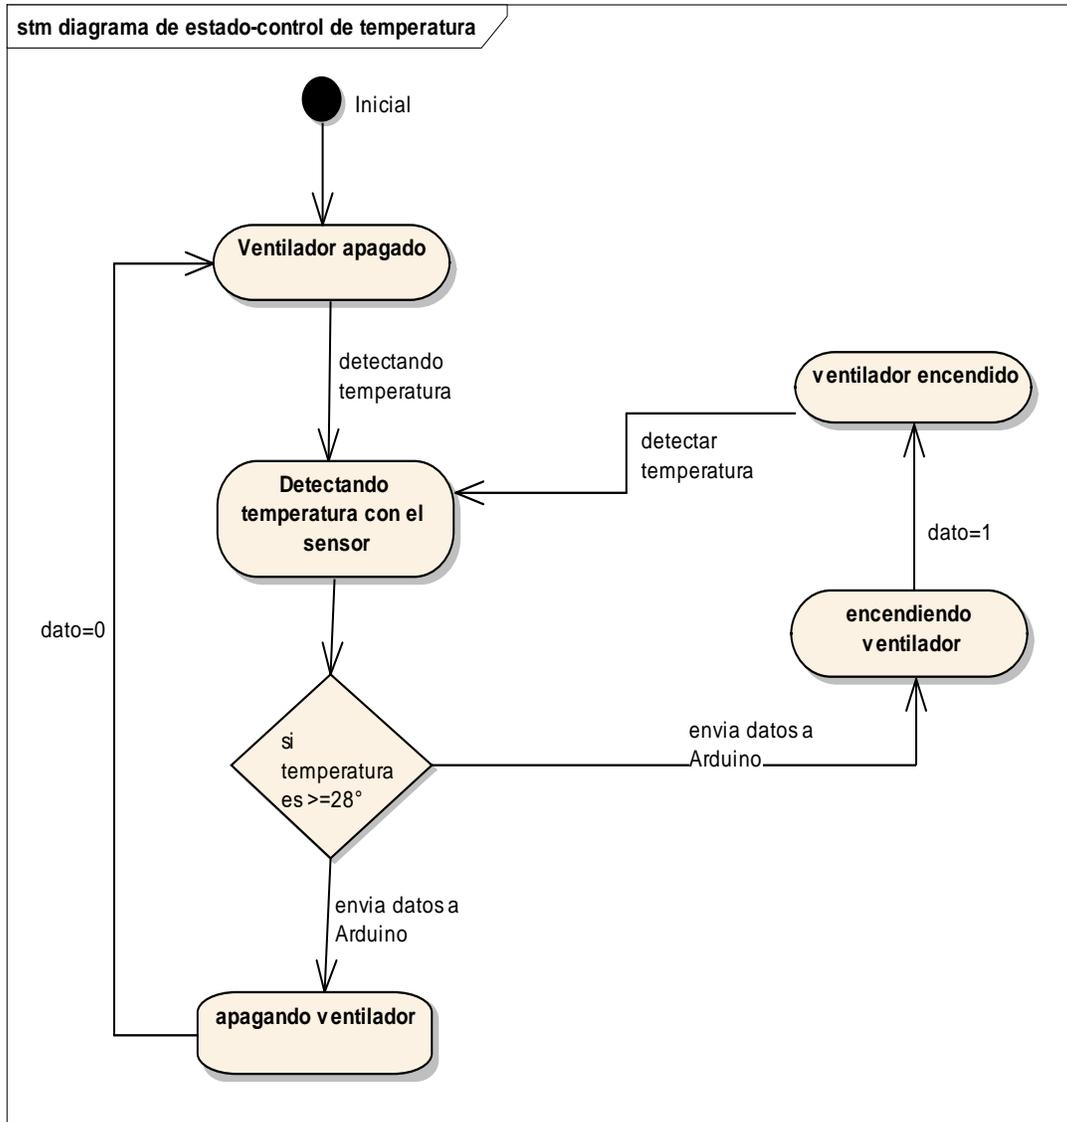 stm diagrama de estado-control de temperatura
Inicial
Ventilador apagado
detectando
temperatura
ventilador encendido
detectar
temperatura
Detectando
temperatura con el
sensor
dato=1
encendiendo
ventilador
dato=0
si
temperatura
es >=28°
envia datos a
Arduino
envia datos a
Arduino
apagando ventilador